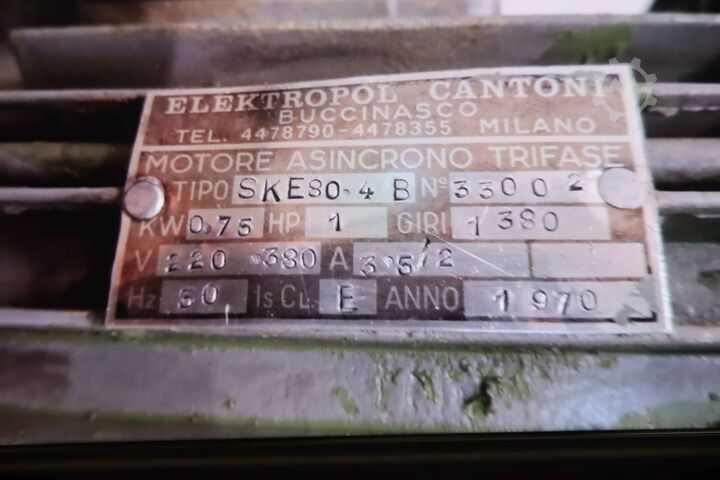 ELEKTROPOL CANTONI
BUCCINASCO
TEL. 4478790-4478355 MILANO
MOTORE ASINCRONO TRIFASE
TIPO SKE80.4 B Nº 33002
KW 0.75 HP 1 GIRI 1380
V 220 380 A 3.5/2
Hz 50 Is CL E ANNO 1970